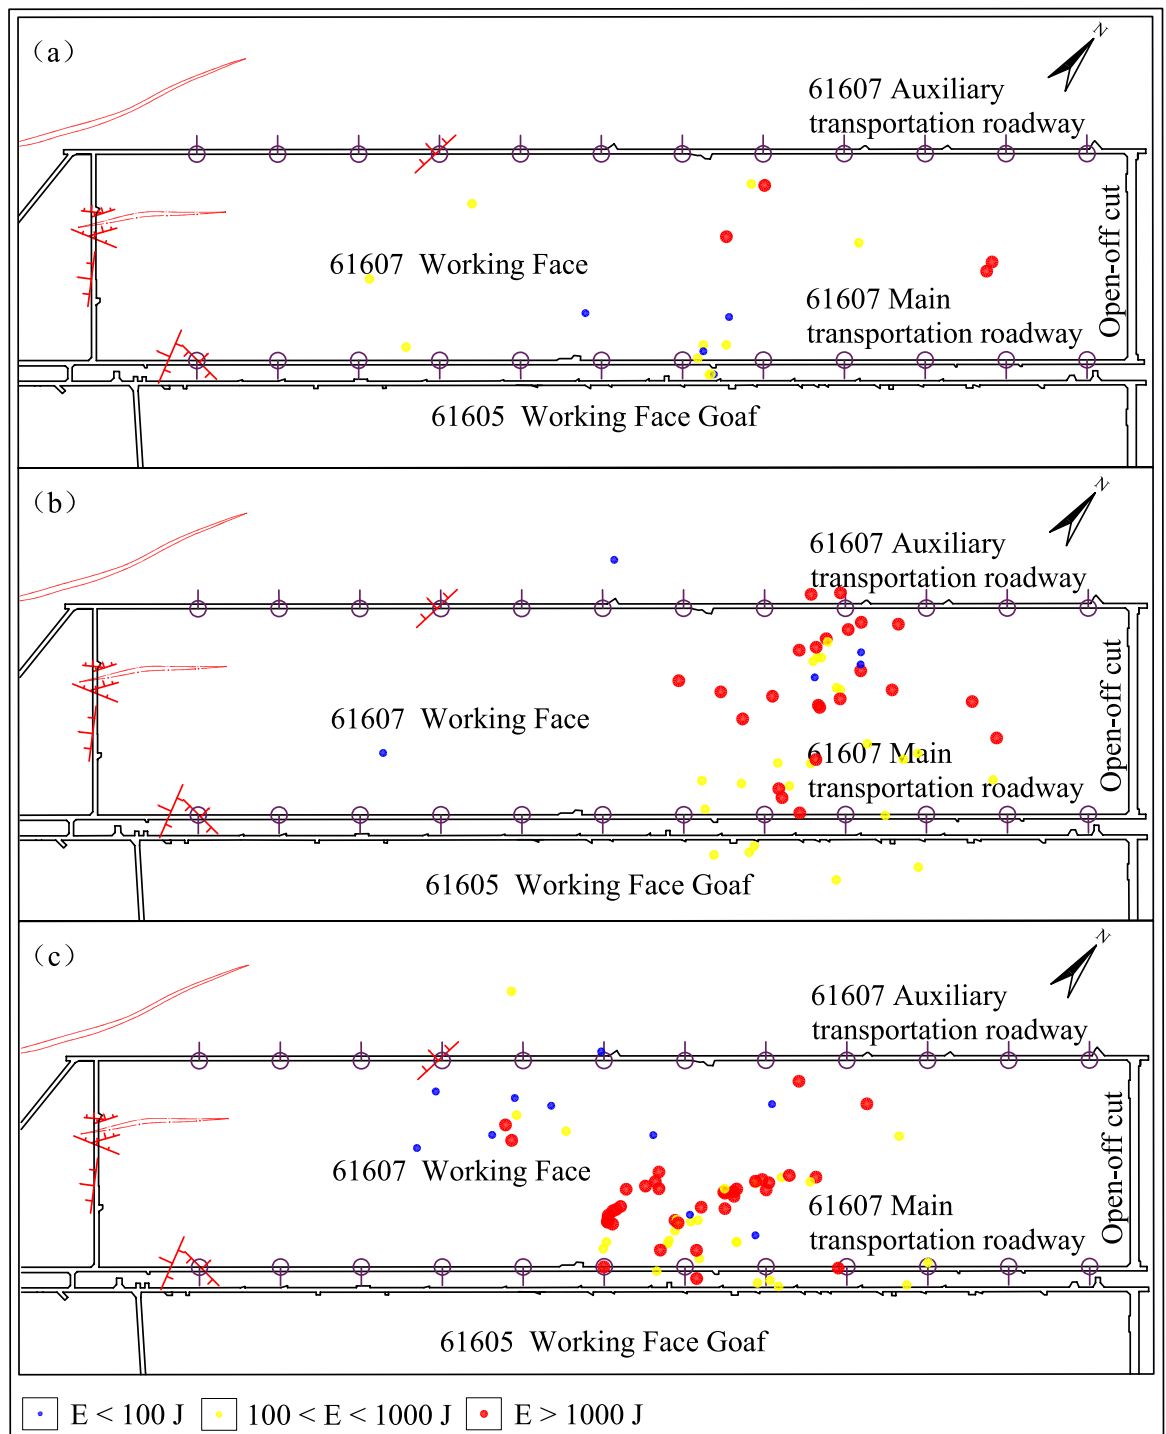 （a）
N
61607 Auxiliary
transportation roadway
Open-off cut
61607 Working Face
61607 Main
transportation roadway
61605 Working Face Goaf
（b）
N
61607 Auxiliary
transportation roadway
Open-off cut
61607 Working Face
61607 Main
transportation roadway
61605 Working Face Goaf
（c）
N
61607 Auxiliary
transportation roadway
Open-off cut
61607 Working Face
61607 Main
transportation roadway
61605 Working Face Goaf
E < 100 J 100 < E < 1000 J E > 1000 J